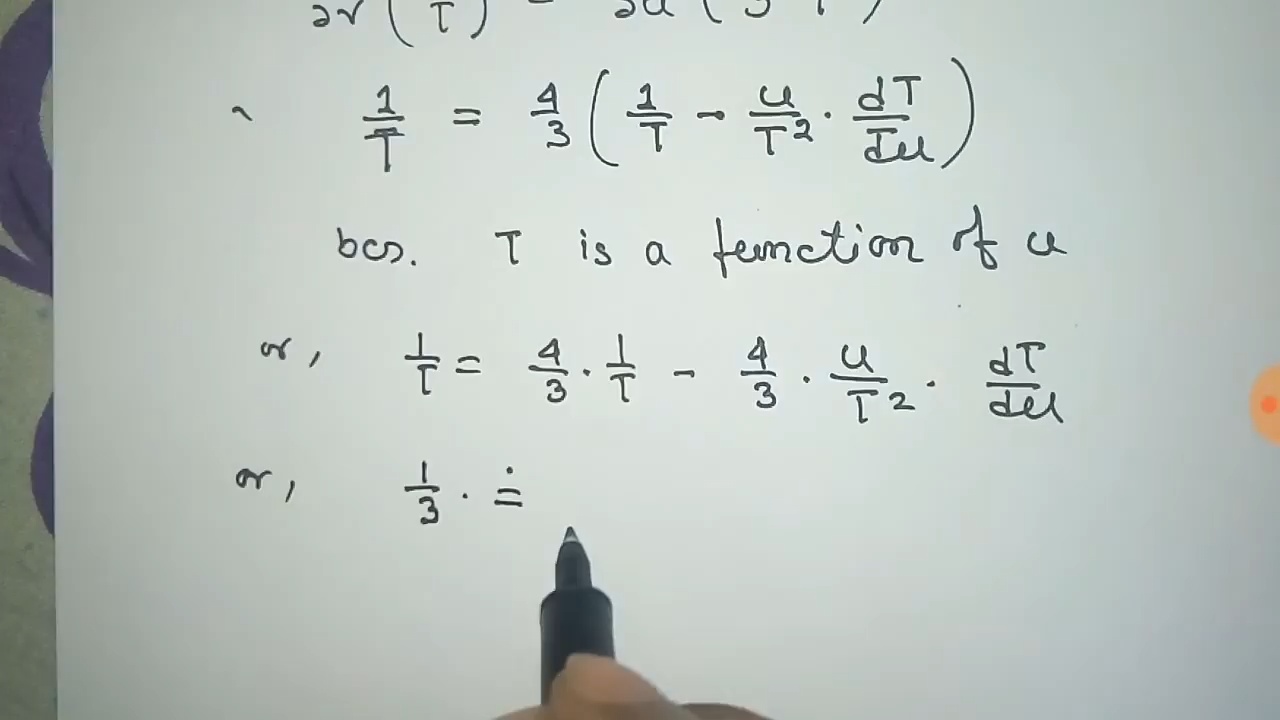 ∂v ( T ) = ∂u ( 3 T )
1/T = 4/3 ( 1/T - u/T² · dT/du )
bcs. T is a function of u
or, 1/T = 4/3 · 1/T - 4/3 · u/T² · dT/du
or, 1/3 · =